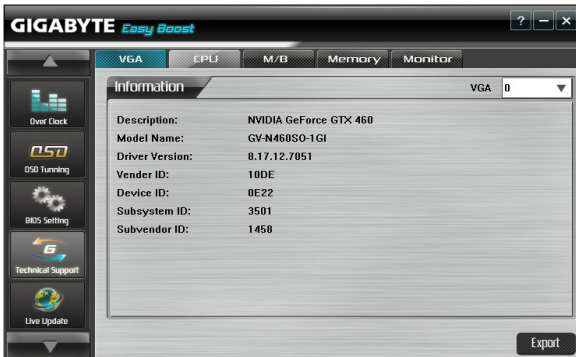 GIGABYTE Easy Boost
? – ×
VGA CPU M/B Memory Monitor
Information
VGA 0
Over Clock
OSD
OSD Tunning
BIOS Setting
G
Technical Support
Live Update
Description: NVIDIA GeForce GTX 460
Model Name: GV-N460SO-1GI
Driver Version: 8.17.12.7051
Vender ID: 10DE
Device ID: 0E22
Subsystem ID: 3501
Subvendor ID: 1458
Export